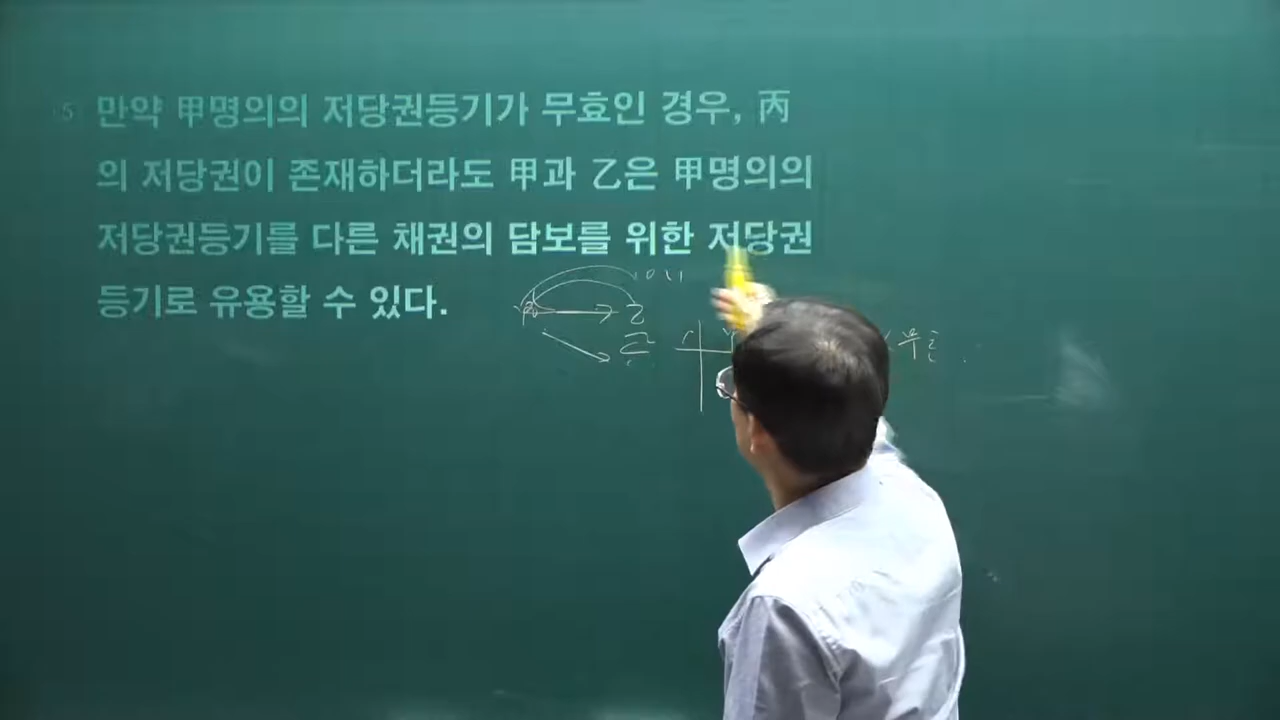 5 만약 甲명의의 저당권등기가 무효인 경우, 丙
의 저당권이 존재하더라도 甲과 乙은 甲명의의
저당권등기를 다른 채권의 담보를 위한 저당권
등기로 유용할 수 있다.
乙